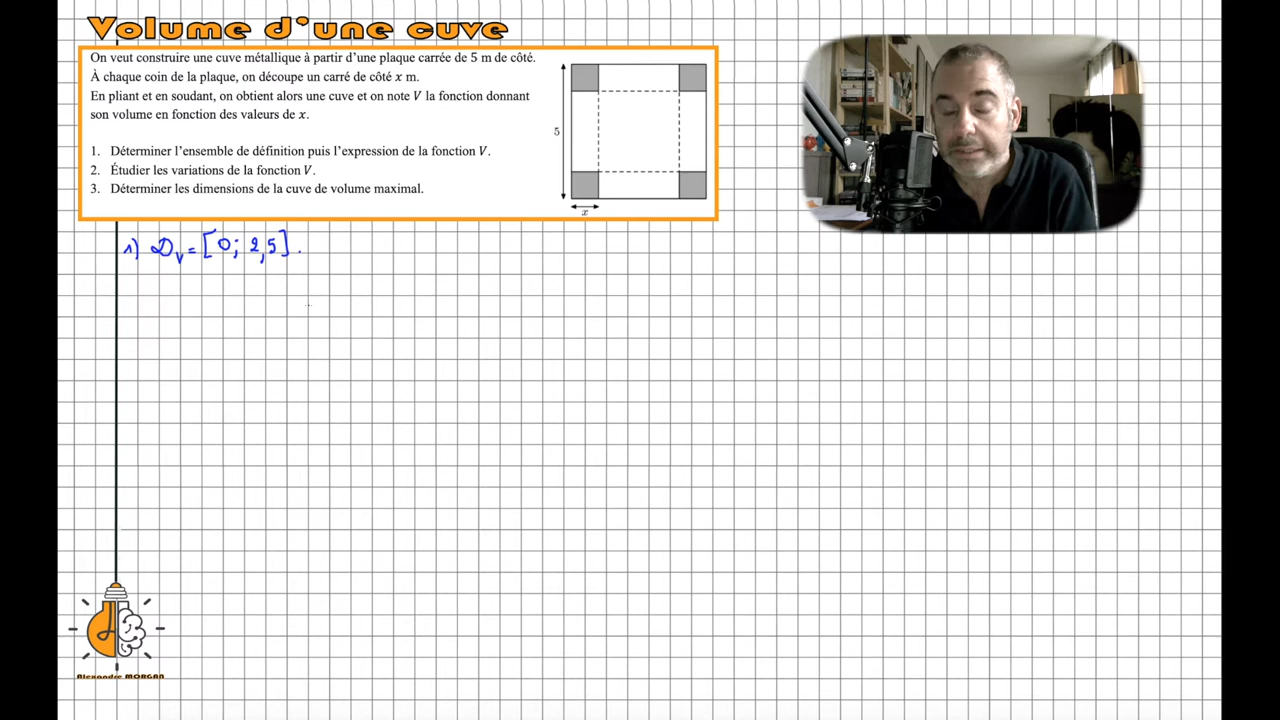 Volume d'une cuve
On veut construire une cuve métallique à partir d'une plaque carrée de 5 m de côté.
À chaque coin de la plaque, on découpe un carré de côté x m.
En pliant et en soudant, on obtient alors une cuve et on note V la fonction donnant
son volume en fonction des valeurs de x.
1. Déterminer l'ensemble de définition puis l'expression de la fonction V.
2. Étudier les variations de la fonction V.
3. Déterminer les dimensions de la cuve de volume maximal.
5
x
1) D_V = [0; 2,5].
Alexandre MORGAN